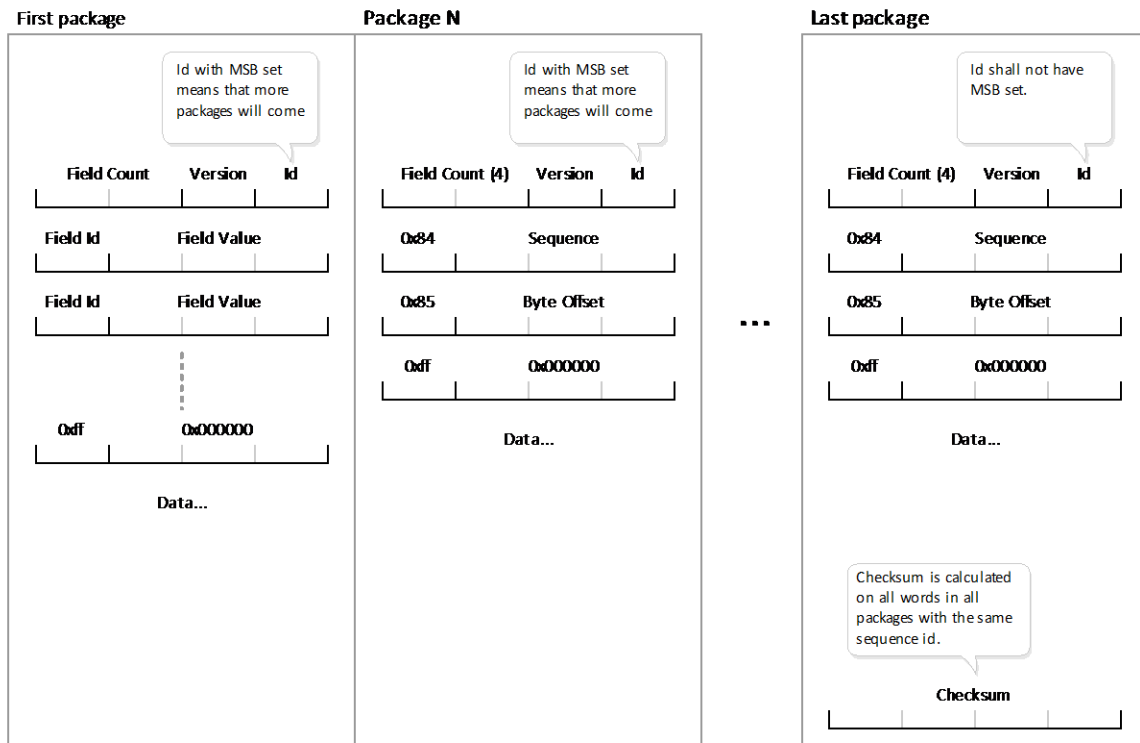 First package
Id with MSB set
means that more
packages will come
Field Count Version Id
Field Id Field Value
Field Id Field Value
0xff 0x000000
Data...
Package N
Id with MSB set
means that more
packages will come
Field Count (4) Version Id
0x84 Sequence
0x85 Byte Offset
0xff 0x000000
Data...
...
Last package
Id shall not have
MSB set.
Field Count (4) Version Id
0x84 Sequence
0x85 Byte Offset
0xff 0x000000
Data...
Checksum is calculated
on all words in all
packages with the same
sequence id.
Checksum